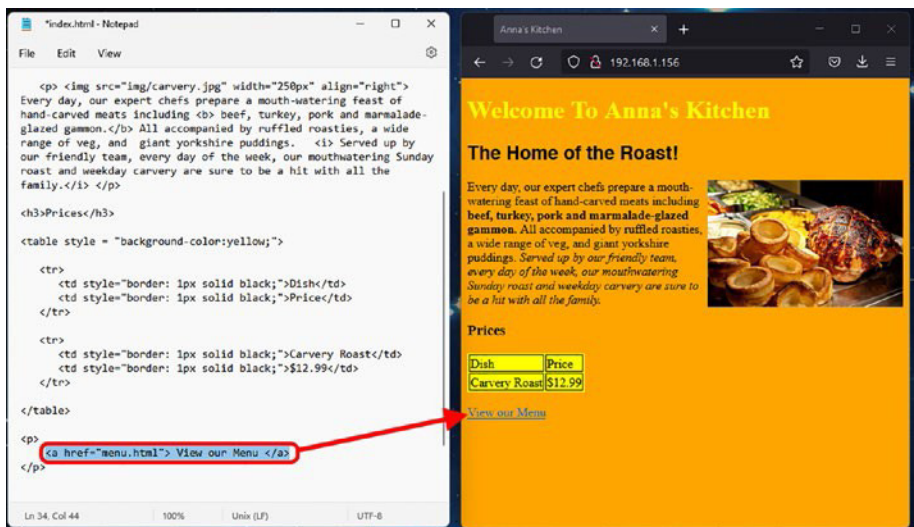 *index.html - Notepad
File Edit View
<p> <img src="img/carvery.jpg" width="250px" align="right">
Every day, our expert chefs prepare a mouth-watering feast of
hand-carved meats including <b> beef, turkey, pork and marmalade-
glazed gammon.</b> All accompanied by ruffled roasties, a wide
range of veg, and giant yorkshire puddings. <i> Served up by
our friendly team, every day of the week, our mouthwatering Sunday
roast and weekday carvery are sure to be a hit with all the
family.</i> </p>
<h3>Prices</h3>
<table style = "background-color:yellow;">
<tr>
<td style="border: 1px solid black;">Dish</td>
<td style="border: 1px solid black;">Price</td>
</tr>
<tr>
<td style="border: 1px solid black;">Carvery Roast</td>
<td style="border: 1px solid black;">$12.99</td>
</tr>
</table>
<p>
<a href="menu.html"> View our Menu </a>
</p>
Ln 34, Col 44 100% Unix (LF) UTF-8
Anna's Kitchen
192.168.1.156
Welcome To Anna's Kitchen
The Home of the Roast!
Every day, our expert chefs prepare a mouth-
watering feast of hand-carved meats including
beef, turkey, pork and marmalade-glazed
gammon. All accompanied by ruffled roasties,
a wide range of veg, and giant yorkshire
puddings. Served up by our friendly team,
every day of the week, our mouthwatering
Sunday roast and weekday carvery are sure to
be a hit with all the family.
Prices
Dish Price
Carvery Roast $12.99
View our Menu